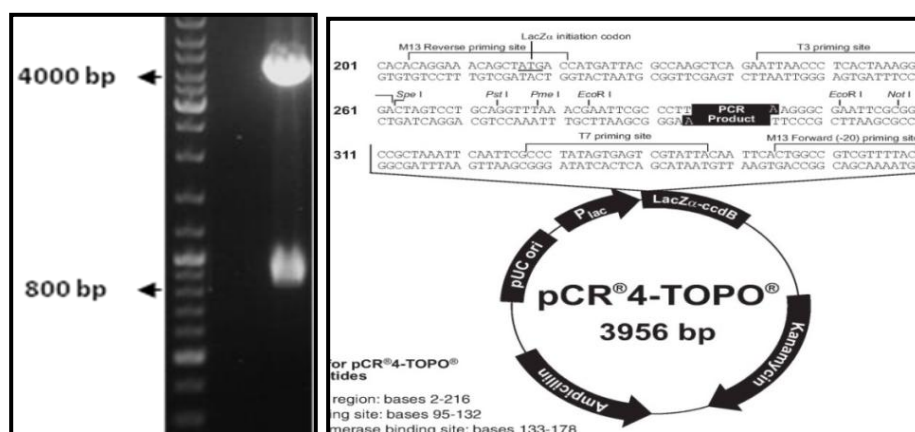 4000 bp
800 bp
LacZα initiation codon
M13 Reverse priming site
T3 priming site
201
CACACAGGAA ACAGCTATGA CCATGATTAC GCCAAGCTCA GAATTAACCC TCACTAAAGG
GTGTGTCCTT TGTCGATACT GGTACTAATG CGGTTCGAGT CTTAATTGGG AGTGATTTCC
Spe I Pst I Pme I EcoR I EcoR I Not I
261
GACTAGTCCT GCAGGTTTAA ACGAATTCGC CCTT PCR Product AAGGGC GAATTCGCGG
CTGATCAGGA CGTCCAAATT TGCTTAAGCG GGAA TTCCCG CTTAAGCGCC
T7 priming site
M13 Forward (-20) priming site
311
CCGCTAAATT CAATTCGCCC TATAGTGAGT CGTATTACAA TTCACTGGCC GTCGTTTTAC
GGCGATTTAA GTTAAGCGGG ATATCACTCA GCATAATGTT AAGTGACCGG CAGCAAAATG
Plac
LacZα-ccdB
pUC ori
pCR®4-TOPO®
3956 bp
Kanamycin
Ampicillin
for pCR®4-TOPO®
tides
region: bases 2-216
ng site: bases 95-132
merase binding site: bases 133-178